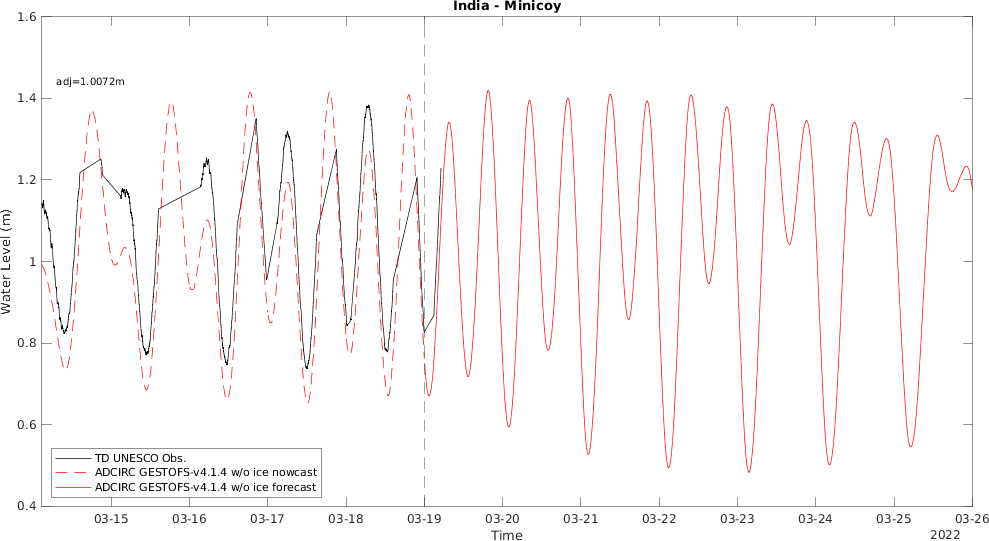 India - Minicoy
1.6
1.4
1.2
1
0.8
0.6
0.4
Water Level (m)
adj=1.0072m
TD UNESCO Obs.
ADCIRC GESTOFS-v4.1.4 w/o ice nowcast
ADCIRC GESTOFS-v4.1.4 w/o ice forecast
03-15 03-16 03-17 03-18 03-19 03-20 03-21 03-22 03-23 03-24 03-25 03-26
Time
2022